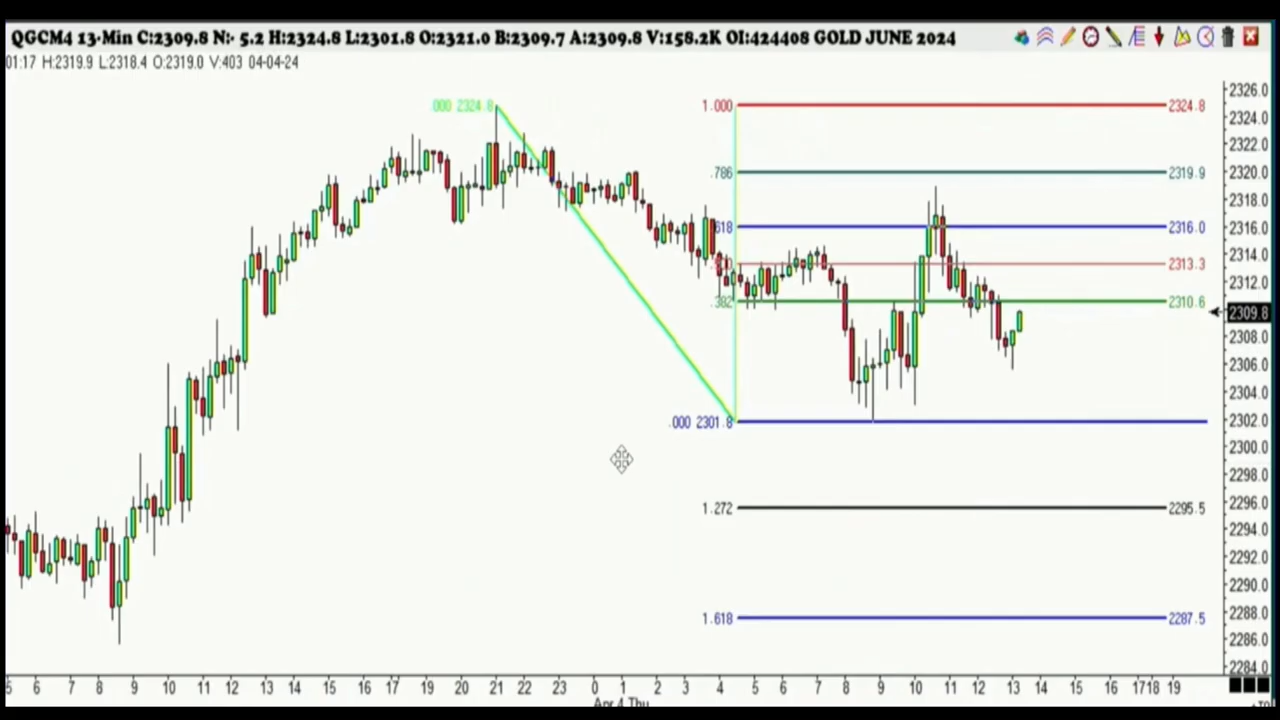 QGCM4 13-Min C:2309.8 N:- 5.2 H:2324.8 L:2301.8 O:2321.0 B:2309.7 A:2309.8 V:158.2K OI:424408 GOLD JUNE 2024
01:17 H:2319.9 L:2318.4 O:2319.0 V:403 04-04-24
2326.0
.000 2324.8 1.000 2324.8
2324.0
2322.0
.786 2319.9 2320.0
2318.0
.618 2316.0 2316.0
2314.0
2313.3
2312.0
.382 2310.6
2309.8
2308.0
2306.0
2304.0
.000 2301.8 2302.0
2300.0
2298.0
2296.0
1.272 2295.5
2294.0
2292.0
2290.0
2288.0
1.618 2287.5
2286.0
2284.0
5 6 7 8 9 10 11 12 13 14 15 16 17 19 20 21 22 23 0 1 2 3 4 5 6 7 8 9 10 11 12 13 14 15 16 17 18 19
Apr 4 Thu